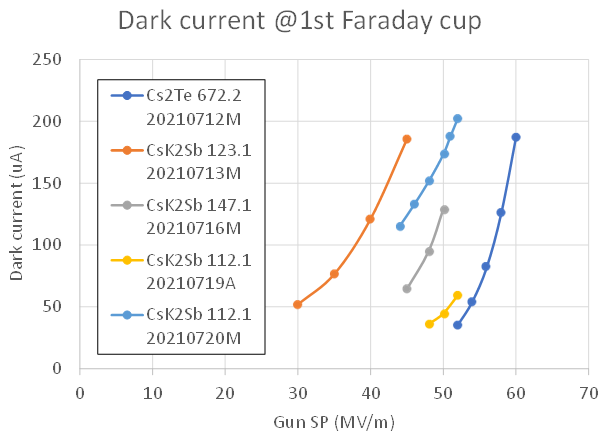 Dark current @1st Faraday cup
250
200
150
100
50
0
Dark current (uA)
Cs2Te 672.2
20210712M
CsK2Sb 123.1
20210713M
CsK2Sb 147.1
20210716M
CsK2Sb 112.1
20210719A
CsK2Sb 112.1
20210720M
0 10 20 30 40 50 60 70
Gun SP (MV/m)